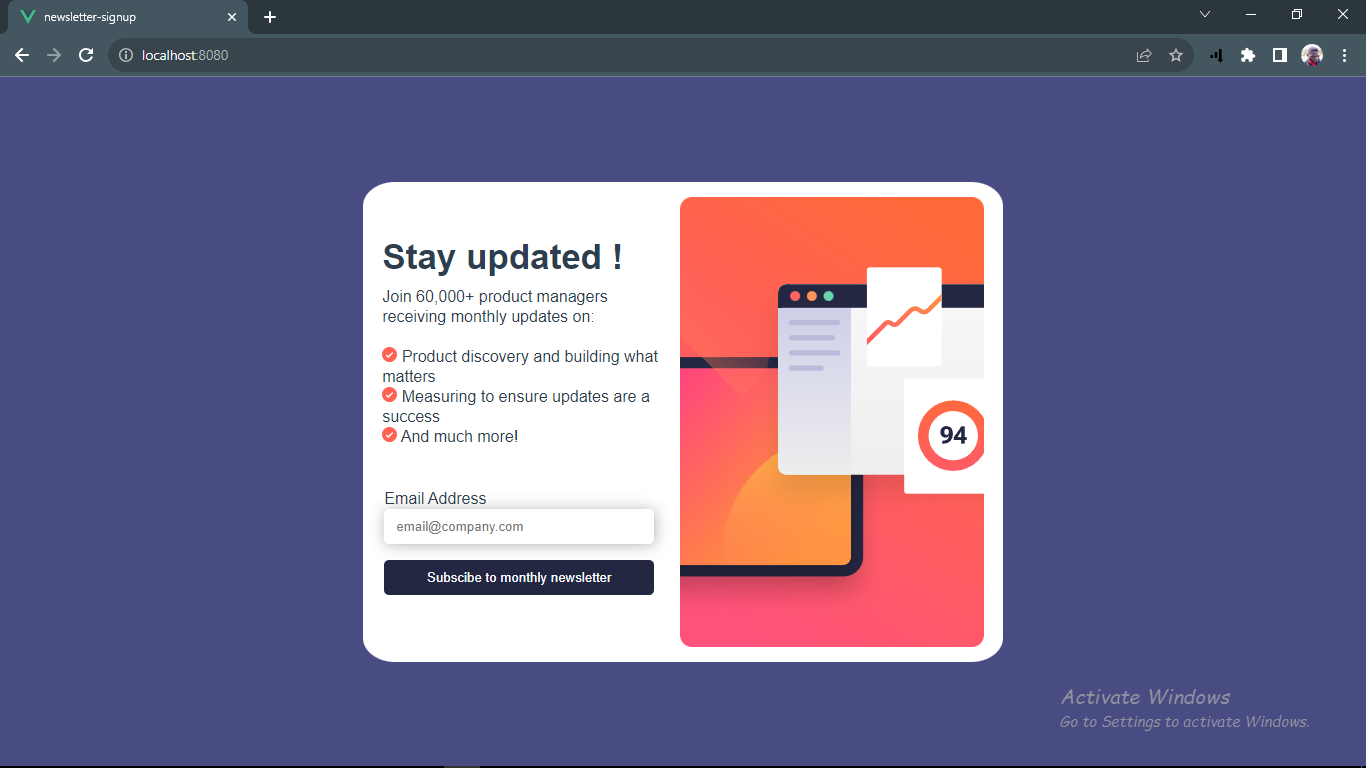 newsletter-signup
localhost:8080
Stay updated !
Join 60,000+ product managers
receiving monthly updates on:
Product discovery and building what
matters
Measuring to ensure updates are a
success
And much more!
Email Address
email@company.com
Subscibe to monthly newsletter
94
Activate Windows
Go to Settings to activate Windows.